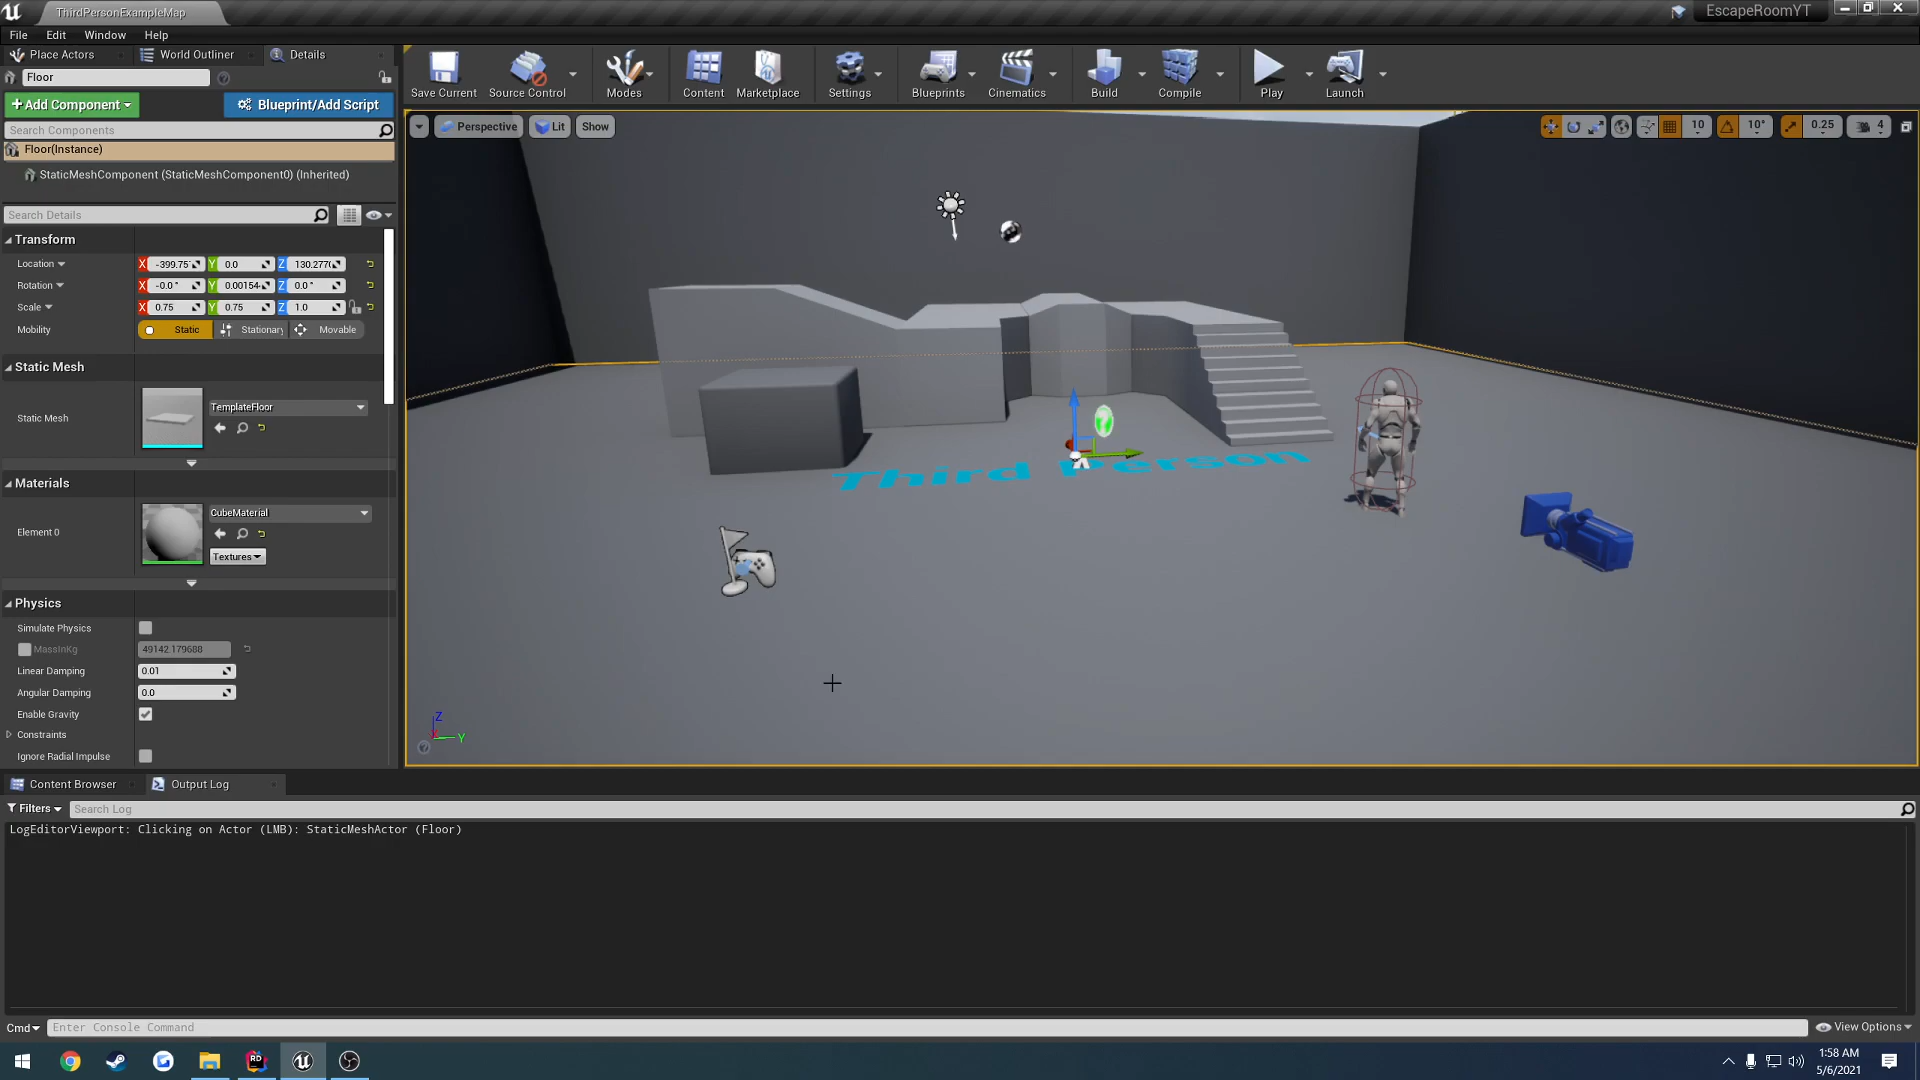 ThirdPersonExampleMap
EscapeRoomYT
File Edit Window Help
Place Actors World Outliner Details
Floor
+Add Component Blueprint/Add Script
Search Components
Floor(Instance)
StaticMeshComponent (StaticMeshComponent0) (Inherited)
Search Details
Transform
Location X -399.75 Y 0.0 Z 130.277
Rotation X -0.0 ° Y 0.00154 Z 0.0 °
Scale X 0.75 Y 0.75 Z 1.0
Mobility Static Stationary Movable
Static Mesh
Static Mesh TemplateFloor
Materials
Element 0 CubeMaterial
Textures
Physics
Simulate Physics
MassInKg 49142.179688
Linear Damping 0.01
Angular Damping 0.0
Enable Gravity
Constraints
Ignore Radial Impulse
Save Current Source Control Modes Content Marketplace Settings Blueprints Cinematics Build Compile Play Launch
Perspective Lit Show
10 10° 0.25 4
Third Person
Z
X Y
Content Browser Output Log
Filters Search Log
LogEditorViewport: Clicking on Actor (LMB): StaticMeshActor (Floor)
Cmd Enter Console Command View Options
RD
1:58 AM
5/6/2021